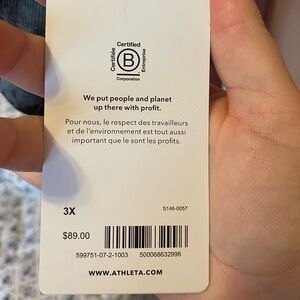 Certified
Certifiée
B
Entreprise
Corporation
We put people and planet
up there with profit.
Pour nous, le respect des travailleurs
et de l'environnement est tout aussi
important que le sont les profits.
3X
S146-0057
$89.00
599751-07-2-1003
500068632996
WWW.ATHLETA.COM